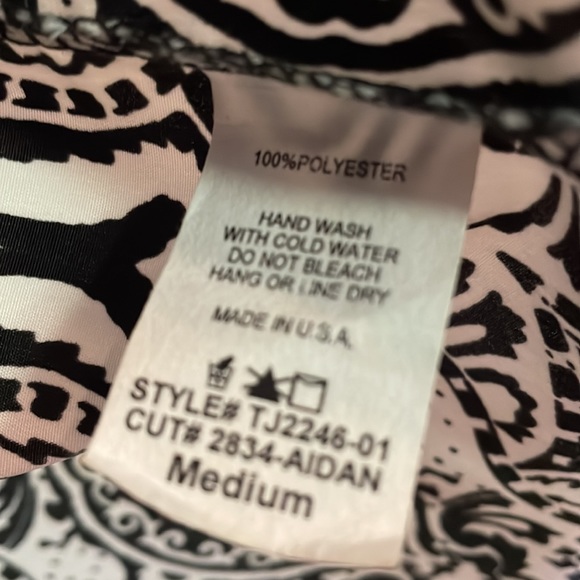 100%POLYESTER
HAND WASH
WITH COLD WATER
DO NOT BLEACH
HANG OR LINE DRY
MADE IN U.S.A.
STYLE# TJ2246-01
CUT# 2834-AIDAN
Medium